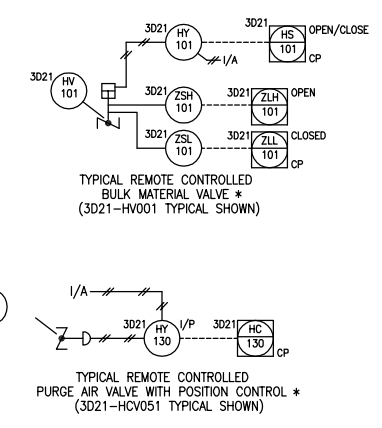 3D21 HY 101 3D21 HS 101 OPEN/CLOSE CP
I/A
3D21 HV 101
3D21 ZSH 101 3D21 ZLH 101 OPEN
3D21 ZSL 101 3D21 ZLL 101 CLOSED CP
TYPICAL REMOTE CONTROLLED
BULK MATERIAL VALVE *
(3D21-HV001 TYPICAL SHOWN)
I/A
3D21 HY 130 I/P 3D21 HC 130 CP
TYPICAL REMOTE CONTROLLED
PURGE AIR VALVE WITH POSITION CONTROL *
(3D21-HCV051 TYPICAL SHOWN)